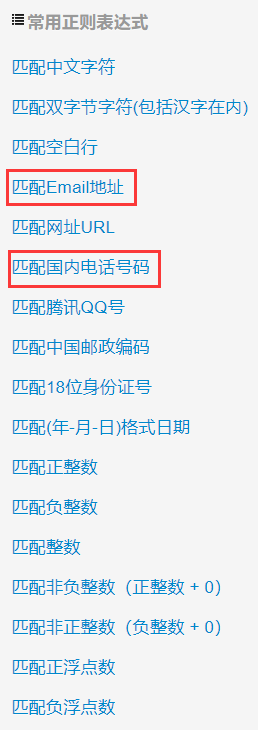 常用正则表达式
匹配中文字符
匹配双字节字符(包括汉字在内)
匹配空白行
匹配Email地址
匹配网址URL
匹配国内电话号码
匹配腾讯QQ号
匹配中国邮政编码
匹配18位身份证号
匹配(年-月-日)格式日期
匹配正整数
匹配负整数
匹配整数
匹配非负整数（正整数 + 0）
匹配非正整数（负整数 + 0）
匹配正浮点数
匹配负浮点数